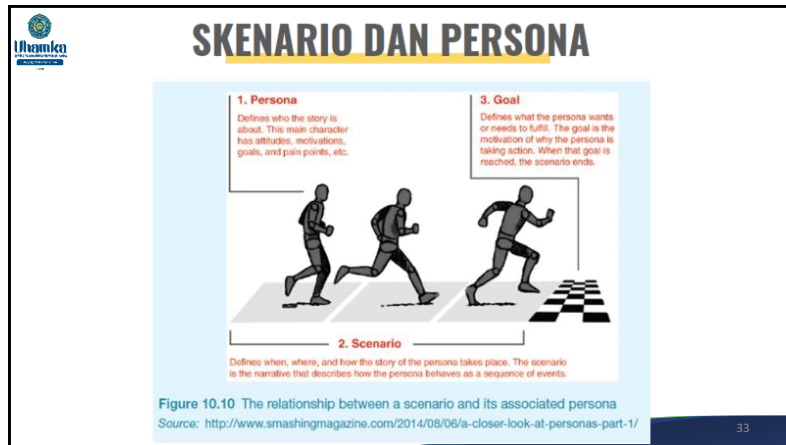 Uhamka
SKENARIO DAN PERSONA
1. Persona
Defines who the story is
about. This main character
has attitudes, motivations,
goals, and pain points, etc.
3. Goal
Defines what the persona wants
or needs to fulfill. The goal is the
motivation of why the persona is
taking action. When that goal is
reached, the scenario ends.
2. Scenario
Defines when, where, and how the story of the persona takes place. The scenario
is the narrative that describes how the persona behaves as a sequence of events.
Figure 10.10 The relationship between a scenario and its associated persona
Source: http://www.smashingmagazine.com/2014/08/06/a-closer-look-at-personas-part-1/
33